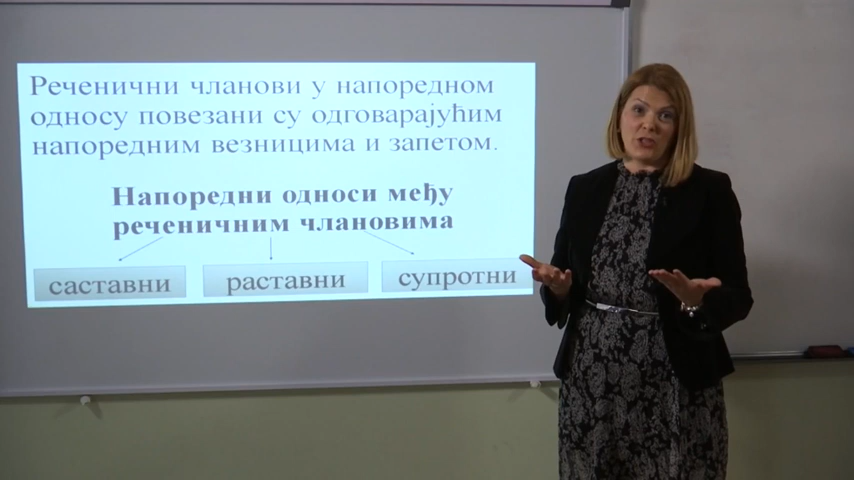 Реченични чланови у напоредном
односу повезани су одговарајућим
напоредним везницима и запетом.
Напоредни односи међу
реченичним члановима
саставни раставни супротни